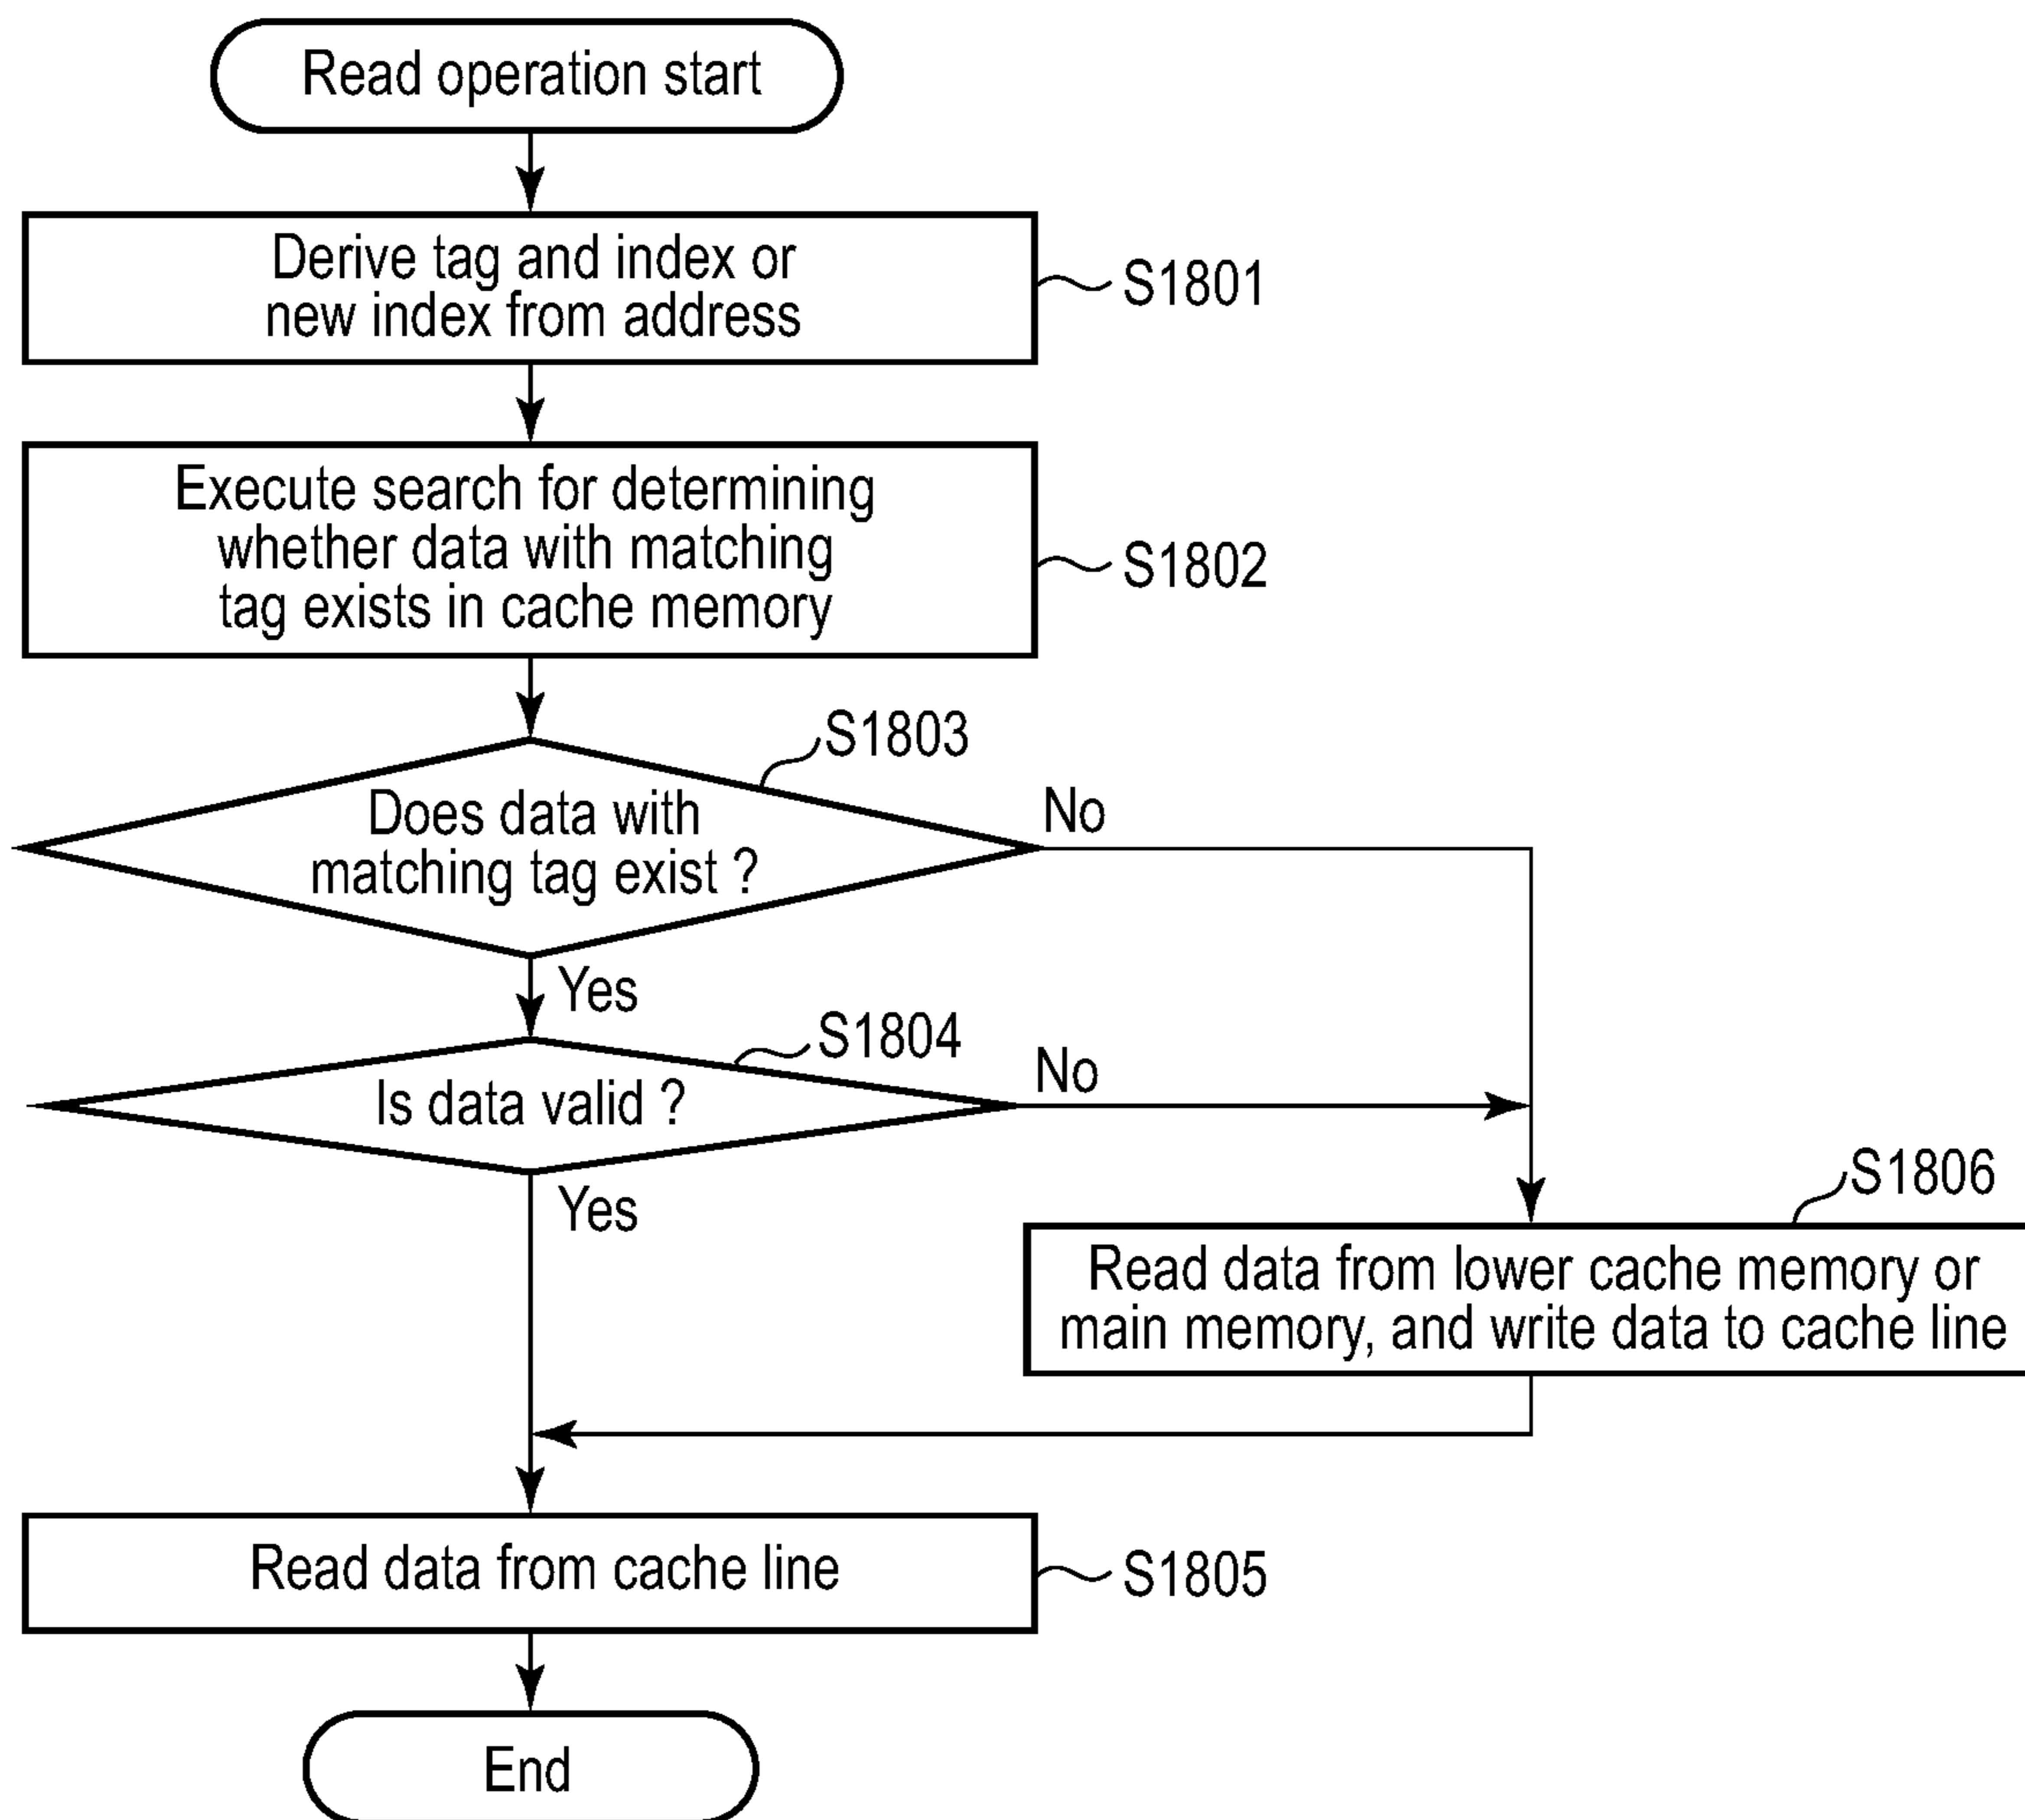 Read operation start
Derive tag and index or
new index from address
S1801
Execute search for determining
whether data with matching
tag exists in cache memory
S1802
S1803
Does data with
matching tag exist ?
No
Yes
S1804
Is data valid ?
No
Yes
S1806
Read data from lower cache memory or
main memory, and write data to cache line
Read data from cache line
S1805
End